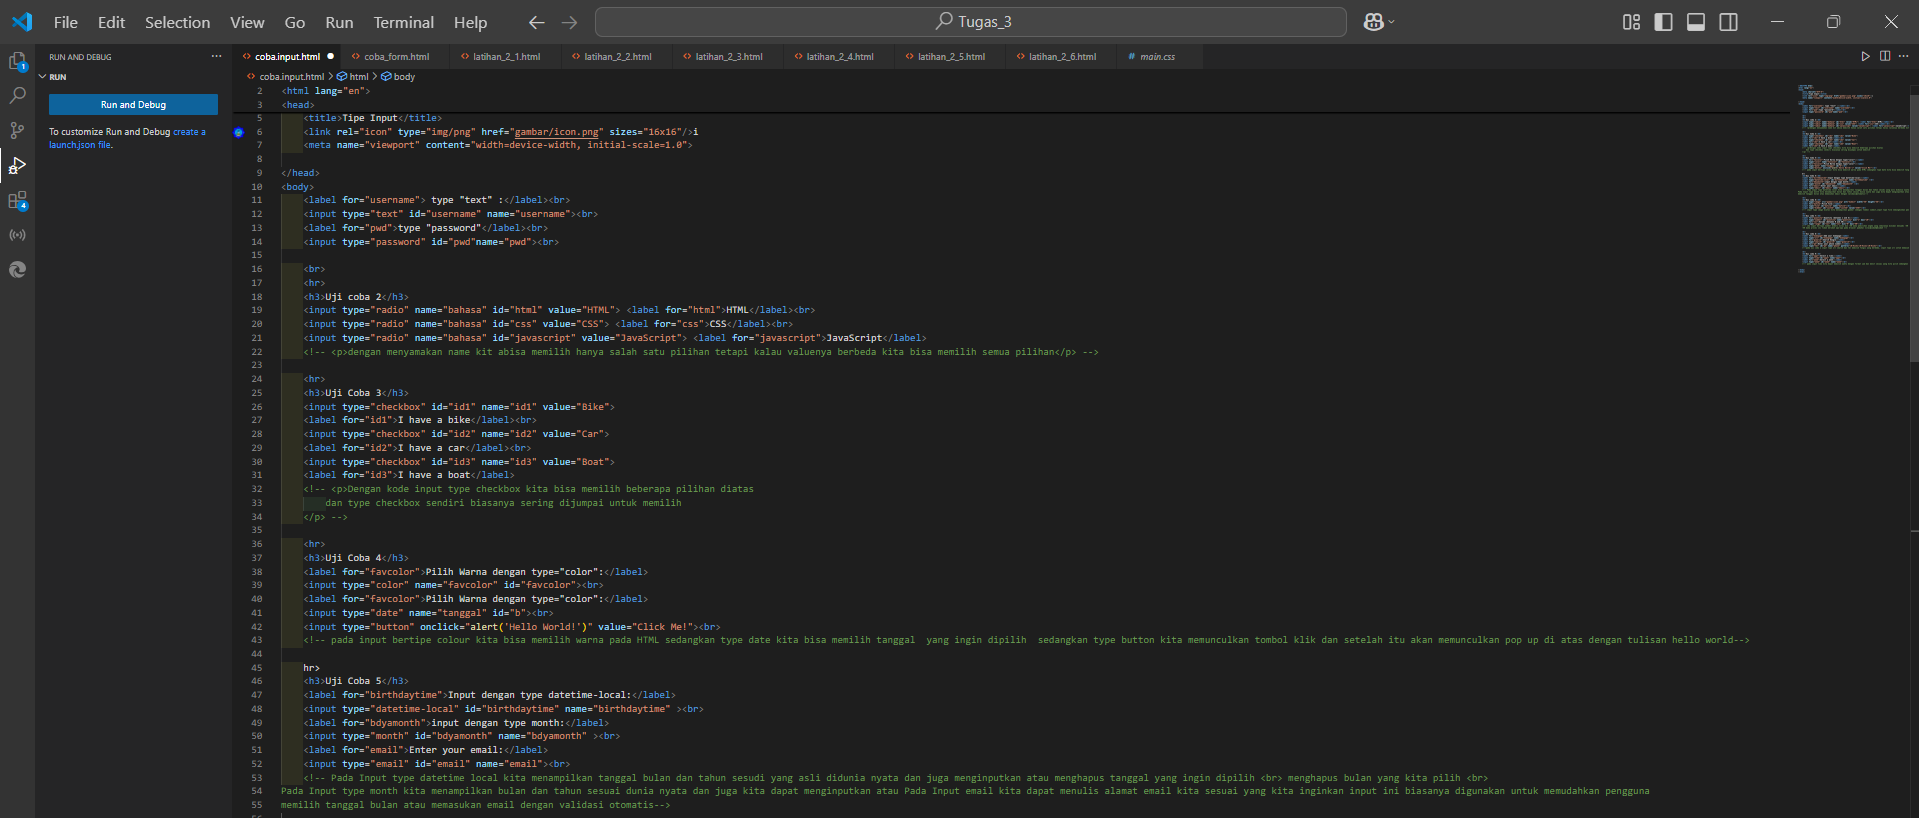 File Edit Selection View Go Run Terminal Help Tugas_3
RUN AND DEBUG
RUN
Run and Debug
To customize Run and Debug create a
launch.json file.
1
4
coba.input.html coba_form.html latihan_2_1.html latihan_2_2.html latihan_2_3.html latihan_2_4.html latihan_2_5.html latihan_2_6.html # main.css
coba.input.html > html > body
2 <html lang="en">
3 <head>
5 <title>Tipe Input</title>
6 <link rel="icon" type="img/png" href="gambar/icon.png" sizes="16x16"/>i
7 <meta name="viewport" content="width=device-width, initial-scale=1.0">
8
9 </head>
10 <body>
11 <label for="username"> type "text" :</label><br>
12 <input type="text" id="username" name="username"><br>
13 <label for="pwd">type "password"</label><br>
14 <input type="password" id="pwd"name="pwd"><br>
15
16 <br>
17 <hr>
18 <h3>Uji coba 2</h3>
19 <input type="radio" name="bahasa" id="html" value="HTML"> <label for="html">HTML</label><br>
20 <input type="radio" name="bahasa" id="css" value="CSS"> <label for="css">CSS</label><br>
21 <input type="radio" name="bahasa" id="javascript" value="JavaScript"> <label for="javascript">JavaScript</label>
22 <!-- <p>dengan menyamakan name kit abisa memilih hanya salah satu pilihan tetapi kalau valuenya berbeda kita bisa memilih semua pilihan</p> -->
23
24 <hr>
25 <h3>Uji Coba 3</h3>
26 <input type="checkbox" id="id1" name="id1" value="Bike">
27 <label for="id1">I have a bike</label><br>
28 <input type="checkbox" id="id2" name="id2" value="Car">
29 <label for="id2">I have a car</label><br>
30 <input type="checkbox" id="id3" name="id3" value="Boat">
31 <label for="id3">I have a boat</label>
32 <!-- <p>Dengan kode input type checkbox kita bisa memilih beberapa pilihan diatas
33 dan type checkbox sendiri biasanya sering dijumpai untuk memilih
34 </p> -->
35
36 <hr>
37 <h3>Uji Coba 4</h3>
38 <label for="favcolor">Pilih Warna dengan type="color":</label>
39 <input type="color" name="favcolor" id="favcolor"><br>
40 <label for="favcolor">Pilih Warna dengan type="color":</label>
41 <input type="date" name="tanggal" id="b"><br>
42 <input type="button" onclick="alert('Hello World!')" value="Click Me!"><br>
43 <!-- pada input bertipe colour kita bisa memilih warna pada HTML sedangkan type date kita bisa memilih tanggal  yang ingin dipilih  sedangkan type button kita memunculkan tombol klik dan setelah itu akan memunculkan pop up di atas dengan tulisan hello world-->
44
45 hr>
46 <h3>Uji Coba 5</h3>
47 <label for="birthdaytime">Input dengan type datetime-local:</label>
48 <input type="datetime-local" id="birthdaytime" name="birthdaytime" ><br>
49 <label for="bdyamonth">input dengan type month:</label>
50 <input type="month" id="bdyamonth" name="bdyamonth" ><br>
51 <label for="email">Enter your email:</label>
52 <input type="email" id="email" name="email"><br>
53 <!-- Pada Input type datetime local kita menampilkan tanggal bulan dan tahun sesudi yang asli didunia nyata dan juga menginputkan atau menghapus tanggal yang ingin dipilih <br> menghapus bulan yang kita pilih <br>
54 Pada Input type month kita menampilkan bulan dan tahun sesuai dunia nyata dan juga kita dapat menginputkan atau Pada Input email kita dapat menulis alamat email kita sesuai yang kita inginkan input ini biasanya digunakan untuk memudahkan pengguna
55 memilih tanggal bulan atau memasukan email dengan validasi otomatis-->